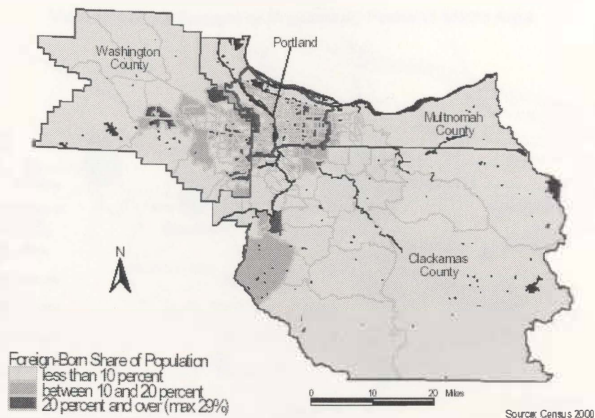 Portland
Washington
County
Multnomah
County
N
Clackamas
County
Foreign-Born Share of Population
less than 10 percent
between 10 and 20 percent
20 percent and over (max 29%)
0 10 20 Miles
Source: Census 2000